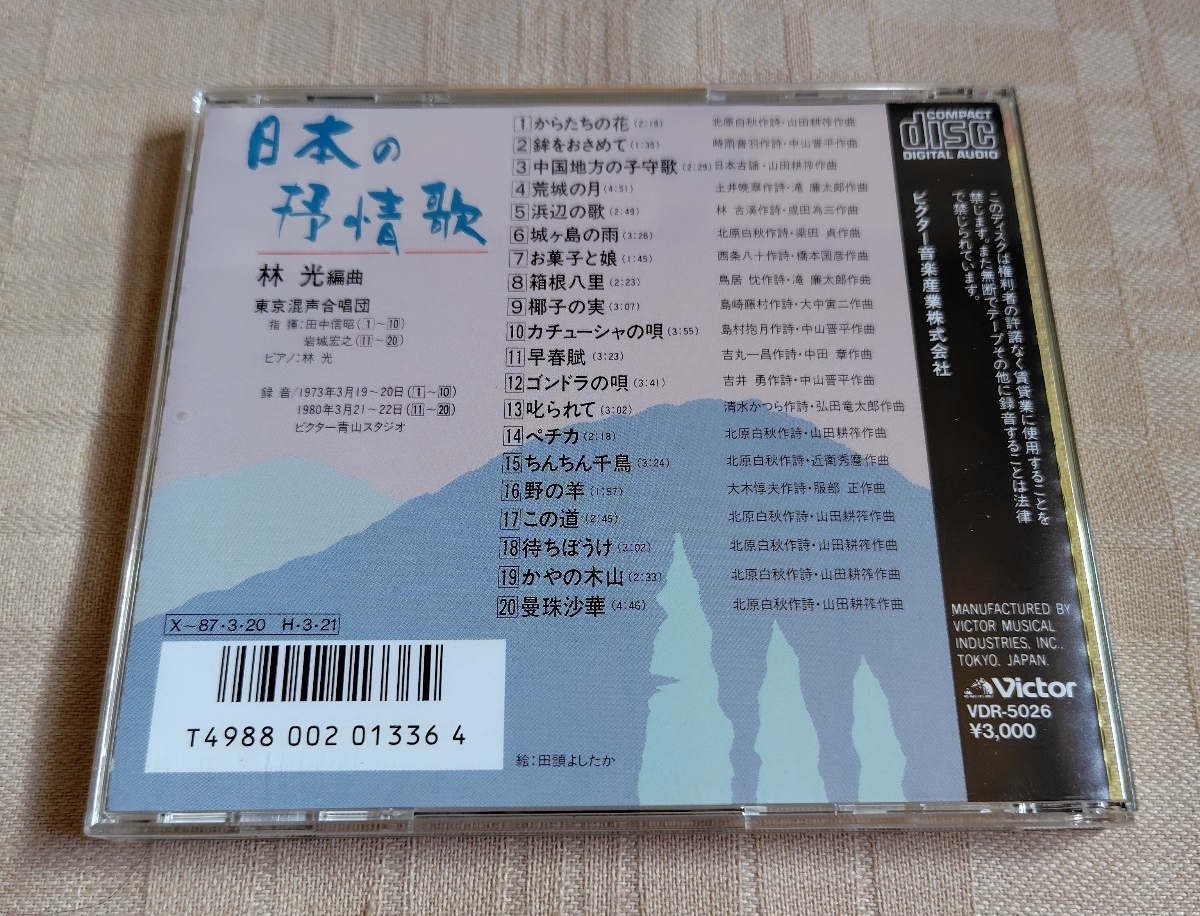 日本の
抒情歌
林 光編曲
東京混声合唱団
指 揮:田中信昭(1~10)
岩城宏之(11~20)
ピアノ:林 光
録 音/1973年3月19~20日(1~10)
1980年3月21~22日(11~20)
ビクター青山スタジオ
1 からたちの花(2:19) 北原白秋作詩・山田耕筰作曲
2 鉾をおさめて(1:35) 時雨音羽作詩・中山晋平作曲
3 中国地方の子守歌(2:29) 日本古謡・山田耕筰作曲
4 荒城の月(4:51) 土井晩翠作詩・滝 廉太郎作曲
5 浜辺の歌(2:49) 林 古溪作詩・成田為三作曲
6 城ヶ島の雨(3:26) 北原白秋作詩・梁田 貞作曲
7 お菓子と娘(1:45) 西条八十作詩・橋本国彦作曲
8 箱根八里(2:23) 鳥居 忱作詩・滝 廉太郎作曲
9 椰子の実(3:07) 島崎藤村作詩・大中寅二作曲
10 カチューシャの唄(3:55) 島村抱月作詩・中山晋平作曲
11 早春賦(3:23) 吉丸一昌作詩・中田 章作曲
12 ゴンドラの唄(3:41) 吉井 勇作詩・中山晋平作曲
13 叱られて(3:02) 清水かつら作詩・弘田竜太郎作曲
14 ペチカ(2:18) 北原白秋作詩・山田耕筰作曲
15 ちんちん千鳥(3:24) 北原白秋作詩・近衛秀麿作曲
16 野の羊(1:57) 大木惇夫作詩・服部 正作曲
17 この道(2:45) 北原白秋作詩・山田耕筰作曲
18 待ちぼうけ(3:02) 北原白秋作詩・山田耕筰作曲
19 かやの木山(2:33) 北原白秋作詩・山田耕筰作曲
20 曼珠沙華(4:46) 北原白秋作詩・山田耕筰作曲
X~87・3・20 H・3・21
T4988 002 01336 4
絵:田頭よしたか
COMPACT
disc
DIGITAL AUDIO
このディスクは権利者の許諾なく賃貸業に使用することを
禁じます。また無断でテープその他に録音することは法律
で禁じられています。
ビクター音楽産業株式会社
MANUFACTURED BY
VICTOR MUSICAL
INDUSTRIES, INC.,
TOKYO, JAPAN.
Victor
VDR-5026
¥3,000